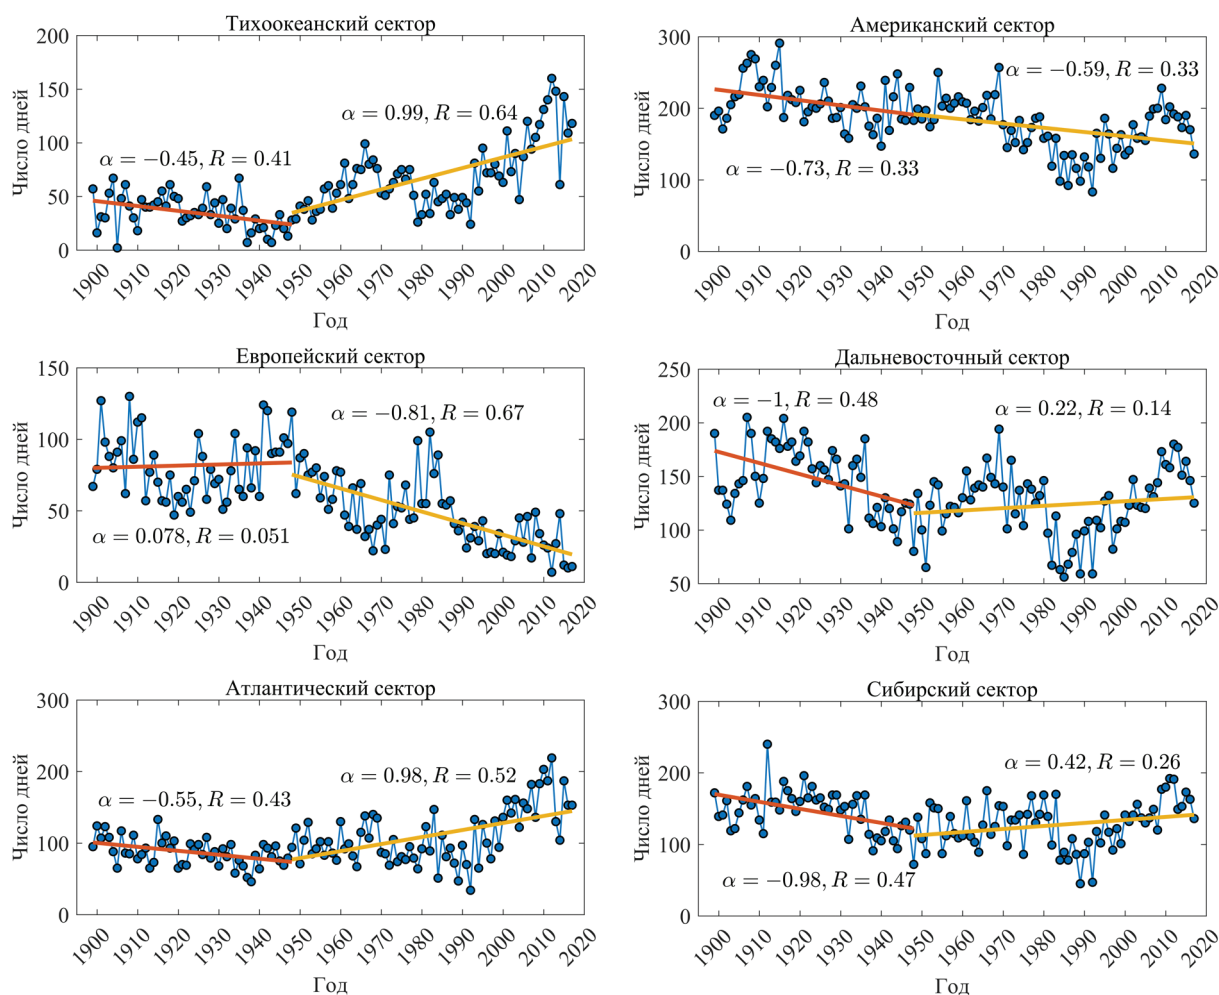 Тихоокеанский сектор
Число дней
200
150
100
50
0
α = −0.45, R = 0.41
α = 0.99, R = 0.64
1900 1910 1920 1930 1940 1950 1960 1970 1980 1990 2000 2010 2020
Год
Американский сектор
Число дней
300
200
100
0
α = −0.59, R = 0.33
α = −0.73, R = 0.33
1900 1910 1920 1930 1940 1950 1960 1970 1980 1990 2000 2010 2020
Год
Европейский сектор
Число дней
150
100
50
0
α = −0.81, R = 0.67
α = 0.078, R = 0.051
1900 1910 1920 1930 1940 1950 1960 1970 1980 1990 2000 2010 2020
Год
Дальневосточный сектор
Число дней
250
200
150
100
50
α = −1, R = 0.48
α = 0.22, R = 0.14
1900 1910 1920 1930 1940 1950 1960 1970 1980 1990 2000 2010 2020
Год
Атлантический сектор
Число дней
300
200
100
0
α = −0.55, R = 0.43
α = 0.98, R = 0.52
1900 1910 1920 1930 1940 1950 1960 1970 1980 1990 2000 2010 2020
Год
Сибирский сектор
Число дней
300
200
100
0
α = 0.42, R = 0.26
α = −0.98, R = 0.47
1900 1910 1920 1930 1940 1950 1960 1970 1980 1990 2000 2010 2020
Год